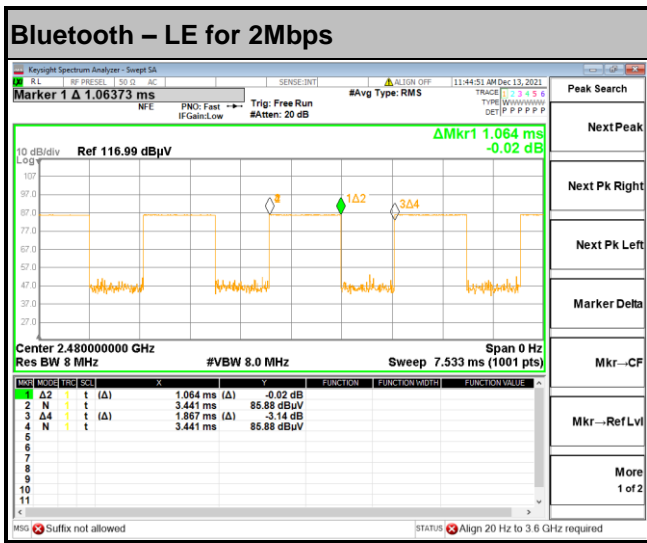 Bluetooth – LE for 2Mbps
Keysight Spectrum Analyzer - Swept SA
RL RF PRESEL 50 Ω AC SENSE:INT ALIGN OFF 11:44:51 AM Dec 13, 2021
Marker 1 Δ 1.06373 ms
NFE PNO: Fast Trig: Free Run #Avg Type: RMS TRACE 1 2 3 4 5 6
IFGain:Low #Atten: 20 dB TYPE WWWWWW
DET P P P P P P
Peak Search
ΔMkr1 1.064 ms
-0.02 dB
10 dB/div Ref 116.99 dBμV
Log
107
97.0
87.0
77.0
67.0
57.0
47.0
37.0
27.0
1Δ2
3Δ4
Center 2.480000000 GHz Span 0 Hz
Res BW 8 MHz #VBW 8.0 MHz Sweep 7.533 ms (1001 pts)
MKR MODE TRC SCL X Y FUNCTION FUNCTION WIDTH FUNCTION VALUE
1 Δ2 1 t (Δ) 1.064 ms (Δ) -0.02 dB
2 N 1 t 3.441 ms 85.88 dBμV
3 Δ4 1 t (Δ) 1.867 ms (Δ) -3.14 dB
4 N 1 t 3.441 ms 85.88 dBμV
5
6
7
8
9
10
11
Next Peak
Next Pk Right
Next Pk Left
Marker Delta
Mkr→CF
Mkr→Ref Lvl
More
1 of 2
MSG Suffix not allowed STATUS Align 20 Hz to 3.6 GHz required